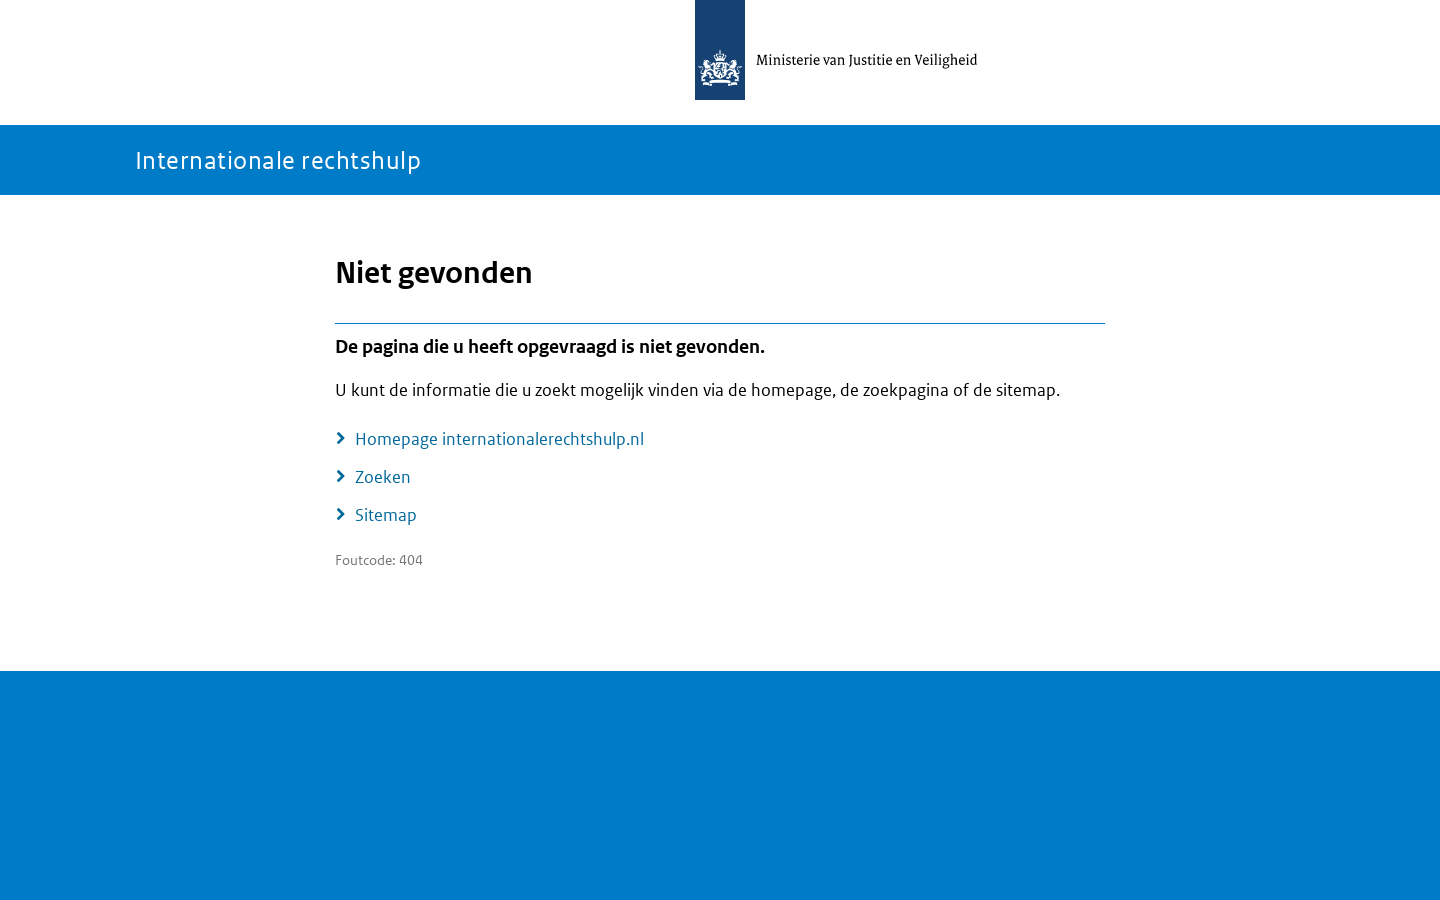 Ministerie van Justitie en Veiligheid
Internationale rechtshulp
Niet gevonden
De pagina die u heeft opgevraagd is niet gevonden.
U kunt de informatie die u zoekt mogelijk vinden via de homepage, de zoekpagina of de sitemap.
Homepage internationalerechtshulp.nl
Zoeken
Sitemap
Foutcode: 404